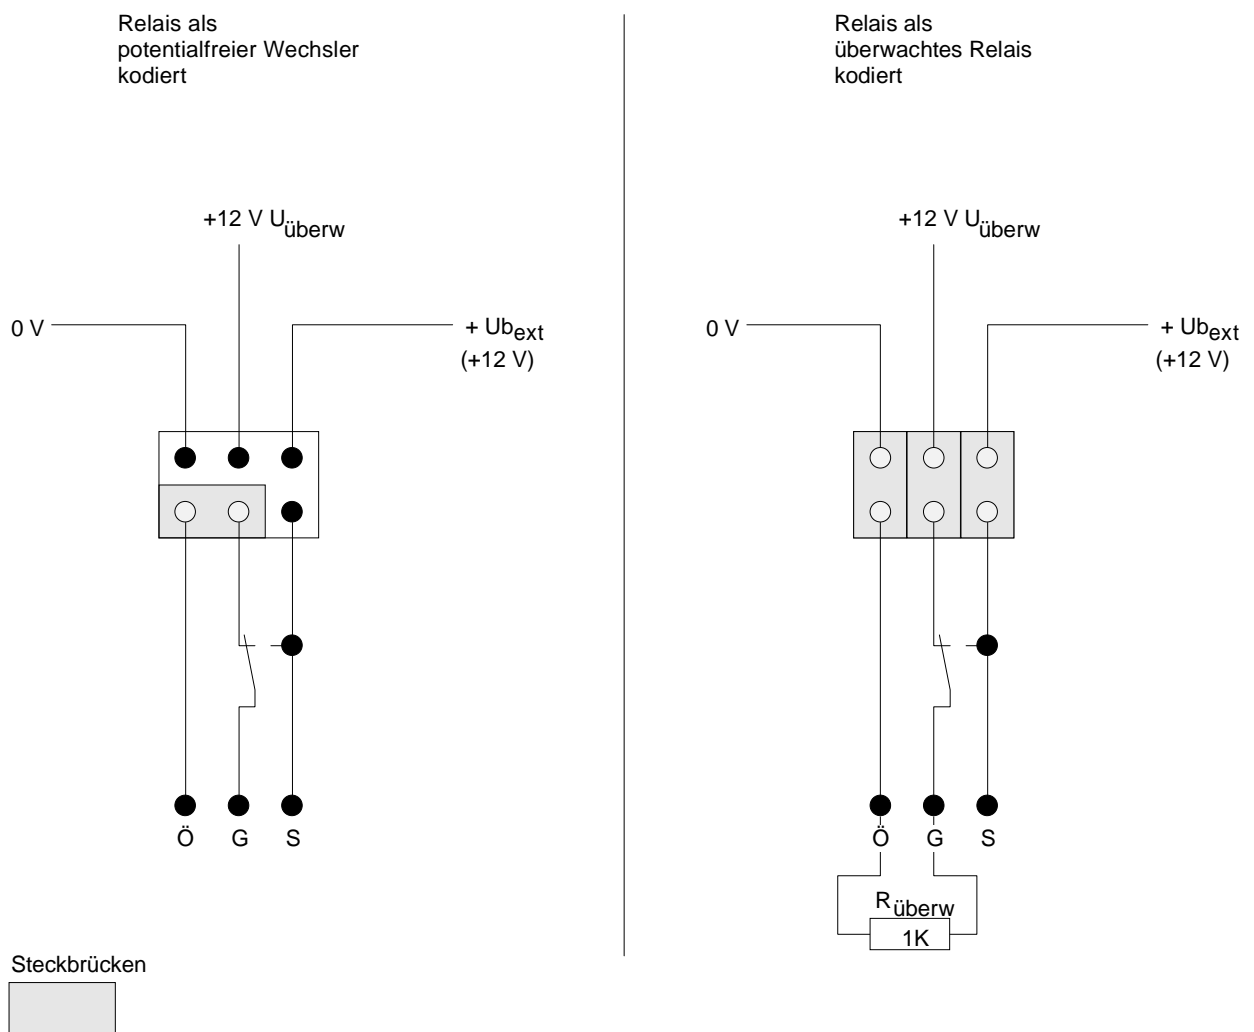 Relais als
potentialfreier Wechsler
kodiert
+12 V Uüberw
0 V
+ Ubext
(+12 V)
Ö G S
Steckbrücken
Relais als
überwachtes Relais
kodiert
+12 V Uüberw
0 V
+ Ubext
(+12 V)
Ö G S
Rüberw
1K